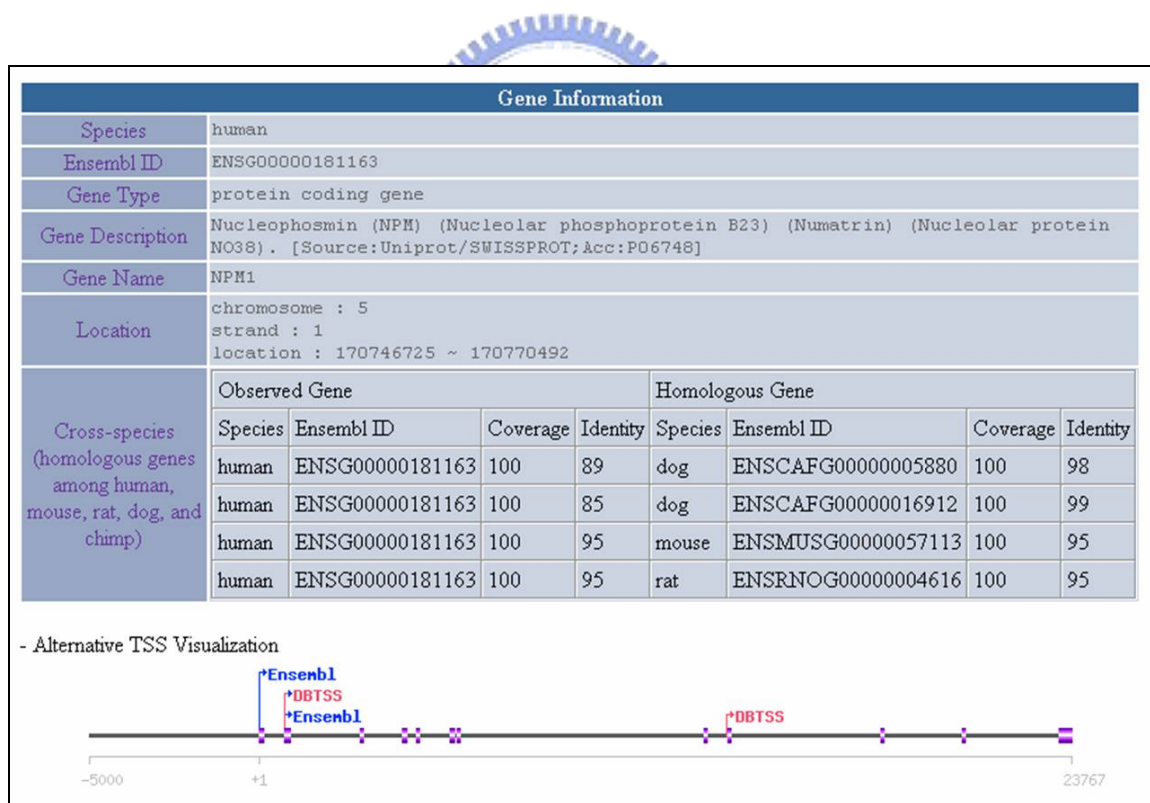 Gene Information
Species human
Ensembl ID ENSG00000181163
Gene Type protein coding gene
Gene Description Nucleophosmin (NPM) (Nucleolar phosphoprotein B23) (Numatrin) (Nucleolar protein
NO38). [Source:Uniprot/SWISSPROT;Acc:P06748]
Gene Name NPM1
Location
chromosome : 5
strand : 1
location : 170746725 ~ 170770492
Cross-species
(homologous genes
among human,
mouse, rat, dog, and
chimp)
Observed Gene Homologous Gene
Species Ensembl ID Coverage Identity Species Ensembl ID Coverage Identity
human ENSG00000181163 100 89 dog ENSCAFG00000005880 100 98
human ENSG00000181163 100 85 dog ENSCAFG00000016912 100 99
human ENSG00000181163 100 95 mouse ENSMUSG00000057113 100 95
human ENSG00000181163 100 95 rat ENSRNOG00000004616 100 95
- Alternative TSS Visualization
Ensembl
DBTSS
Ensembl DBTSS
-5000 +1 23767